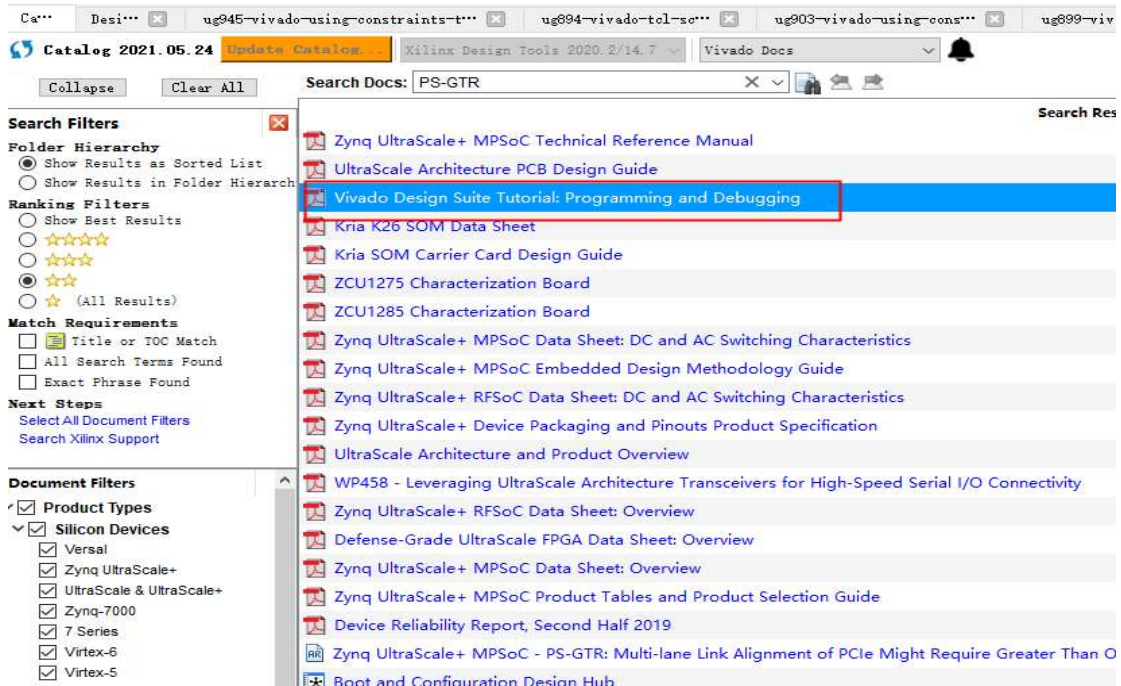 Ca··· Desi··· ug945-vivado-using-constraints-t··· ug894-vivado-tcl-sc··· ug903-vivado-using-cons··· ug899-viv
Catalog 2021.05.24 Update Catalog... Xilinx Design Tools 2020.2/14.7 Vivado Docs
Collapse Clear All Search Docs: PS-GTR
Search Res
Search Filters
Folder Hierarchy
Show Results as Sorted List
Show Results in Folder Hierarch
Ranking Filters
Show Best Results
(All Results)
Match Requirements
Title or TOC Match
All Search Terms Found
Exact Phrase Found
Next Steps
Select All Document Filters
Search Xilinx Support
Document Filters
Product Types
Silicon Devices
Versal
Zynq UltraScale+
UltraScale & UltraScale+
Zynq-7000
7 Series
Virtex-6
Virtex-5
Zynq UltraScale+ MPSoC Technical Reference Manual
UltraScale Architecture PCB Design Guide
Vivado Design Suite Tutorial: Programming and Debugging
Kria K26 SOM Data Sheet
Kria SOM Carrier Card Design Guide
ZCU1275 Characterization Board
ZCU1285 Characterization Board
Zynq UltraScale+ MPSoC Data Sheet: DC and AC Switching Characteristics
Zynq UltraScale+ MPSoC Embedded Design Methodology Guide
Zynq UltraScale+ RFSoC Data Sheet: DC and AC Switching Characteristics
Zynq UltraScale+ Device Packaging and Pinouts Product Specification
UltraScale Architecture and Product Overview
WP458 - Leveraging UltraScale Architecture Transceivers for High-Speed Serial I/O Connectivity
Zynq UltraScale+ RFSoC Data Sheet: Overview
Defense-Grade UltraScale FPGA Data Sheet: Overview
Zynq UltraScale+ MPSoC Data Sheet: Overview
Zynq UltraScale+ MPSoC Product Tables and Product Selection Guide
Device Reliability Report, Second Half 2019
AR Zynq UltraScale+ MPSoC - PS-GTR: Multi-lane Link Alignment of PCIe Might Require Greater Than O
Boot and Configuration Design Hub